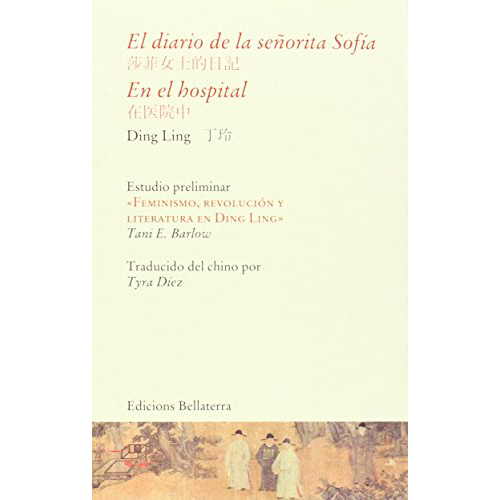 El diario de la señorita Sofía
莎菲女士的日記
En el hospital
在医院中
Ding Ling 丁玲
Estudio preliminar
«Feminismo, revolución y
literatura en Ding Ling»
Tani E. Barlow
Traducido del chino por
Tyra Díez
Edicions Bellaterra